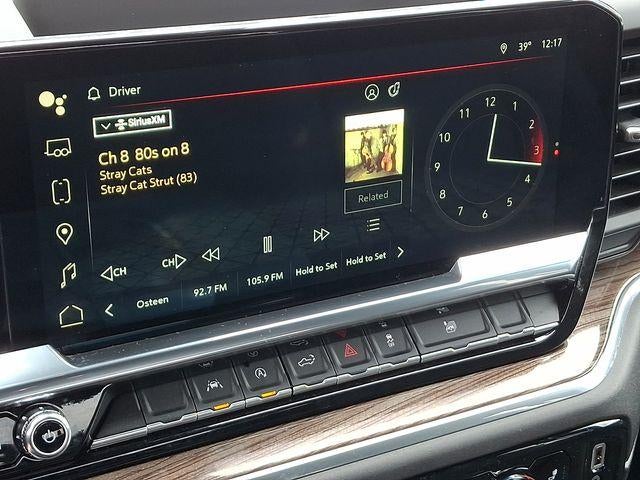 39° 12:17
Driver
SiriusXM
Ch 8 80s on 8
Stray Cats
Stray Cat Strut (83)
Related
12
1
2
3
4
5
6
7
8
9
10
11
CH
CH
Osteen 92.7 FM 105.9 FM Hold to Set Hold to Set